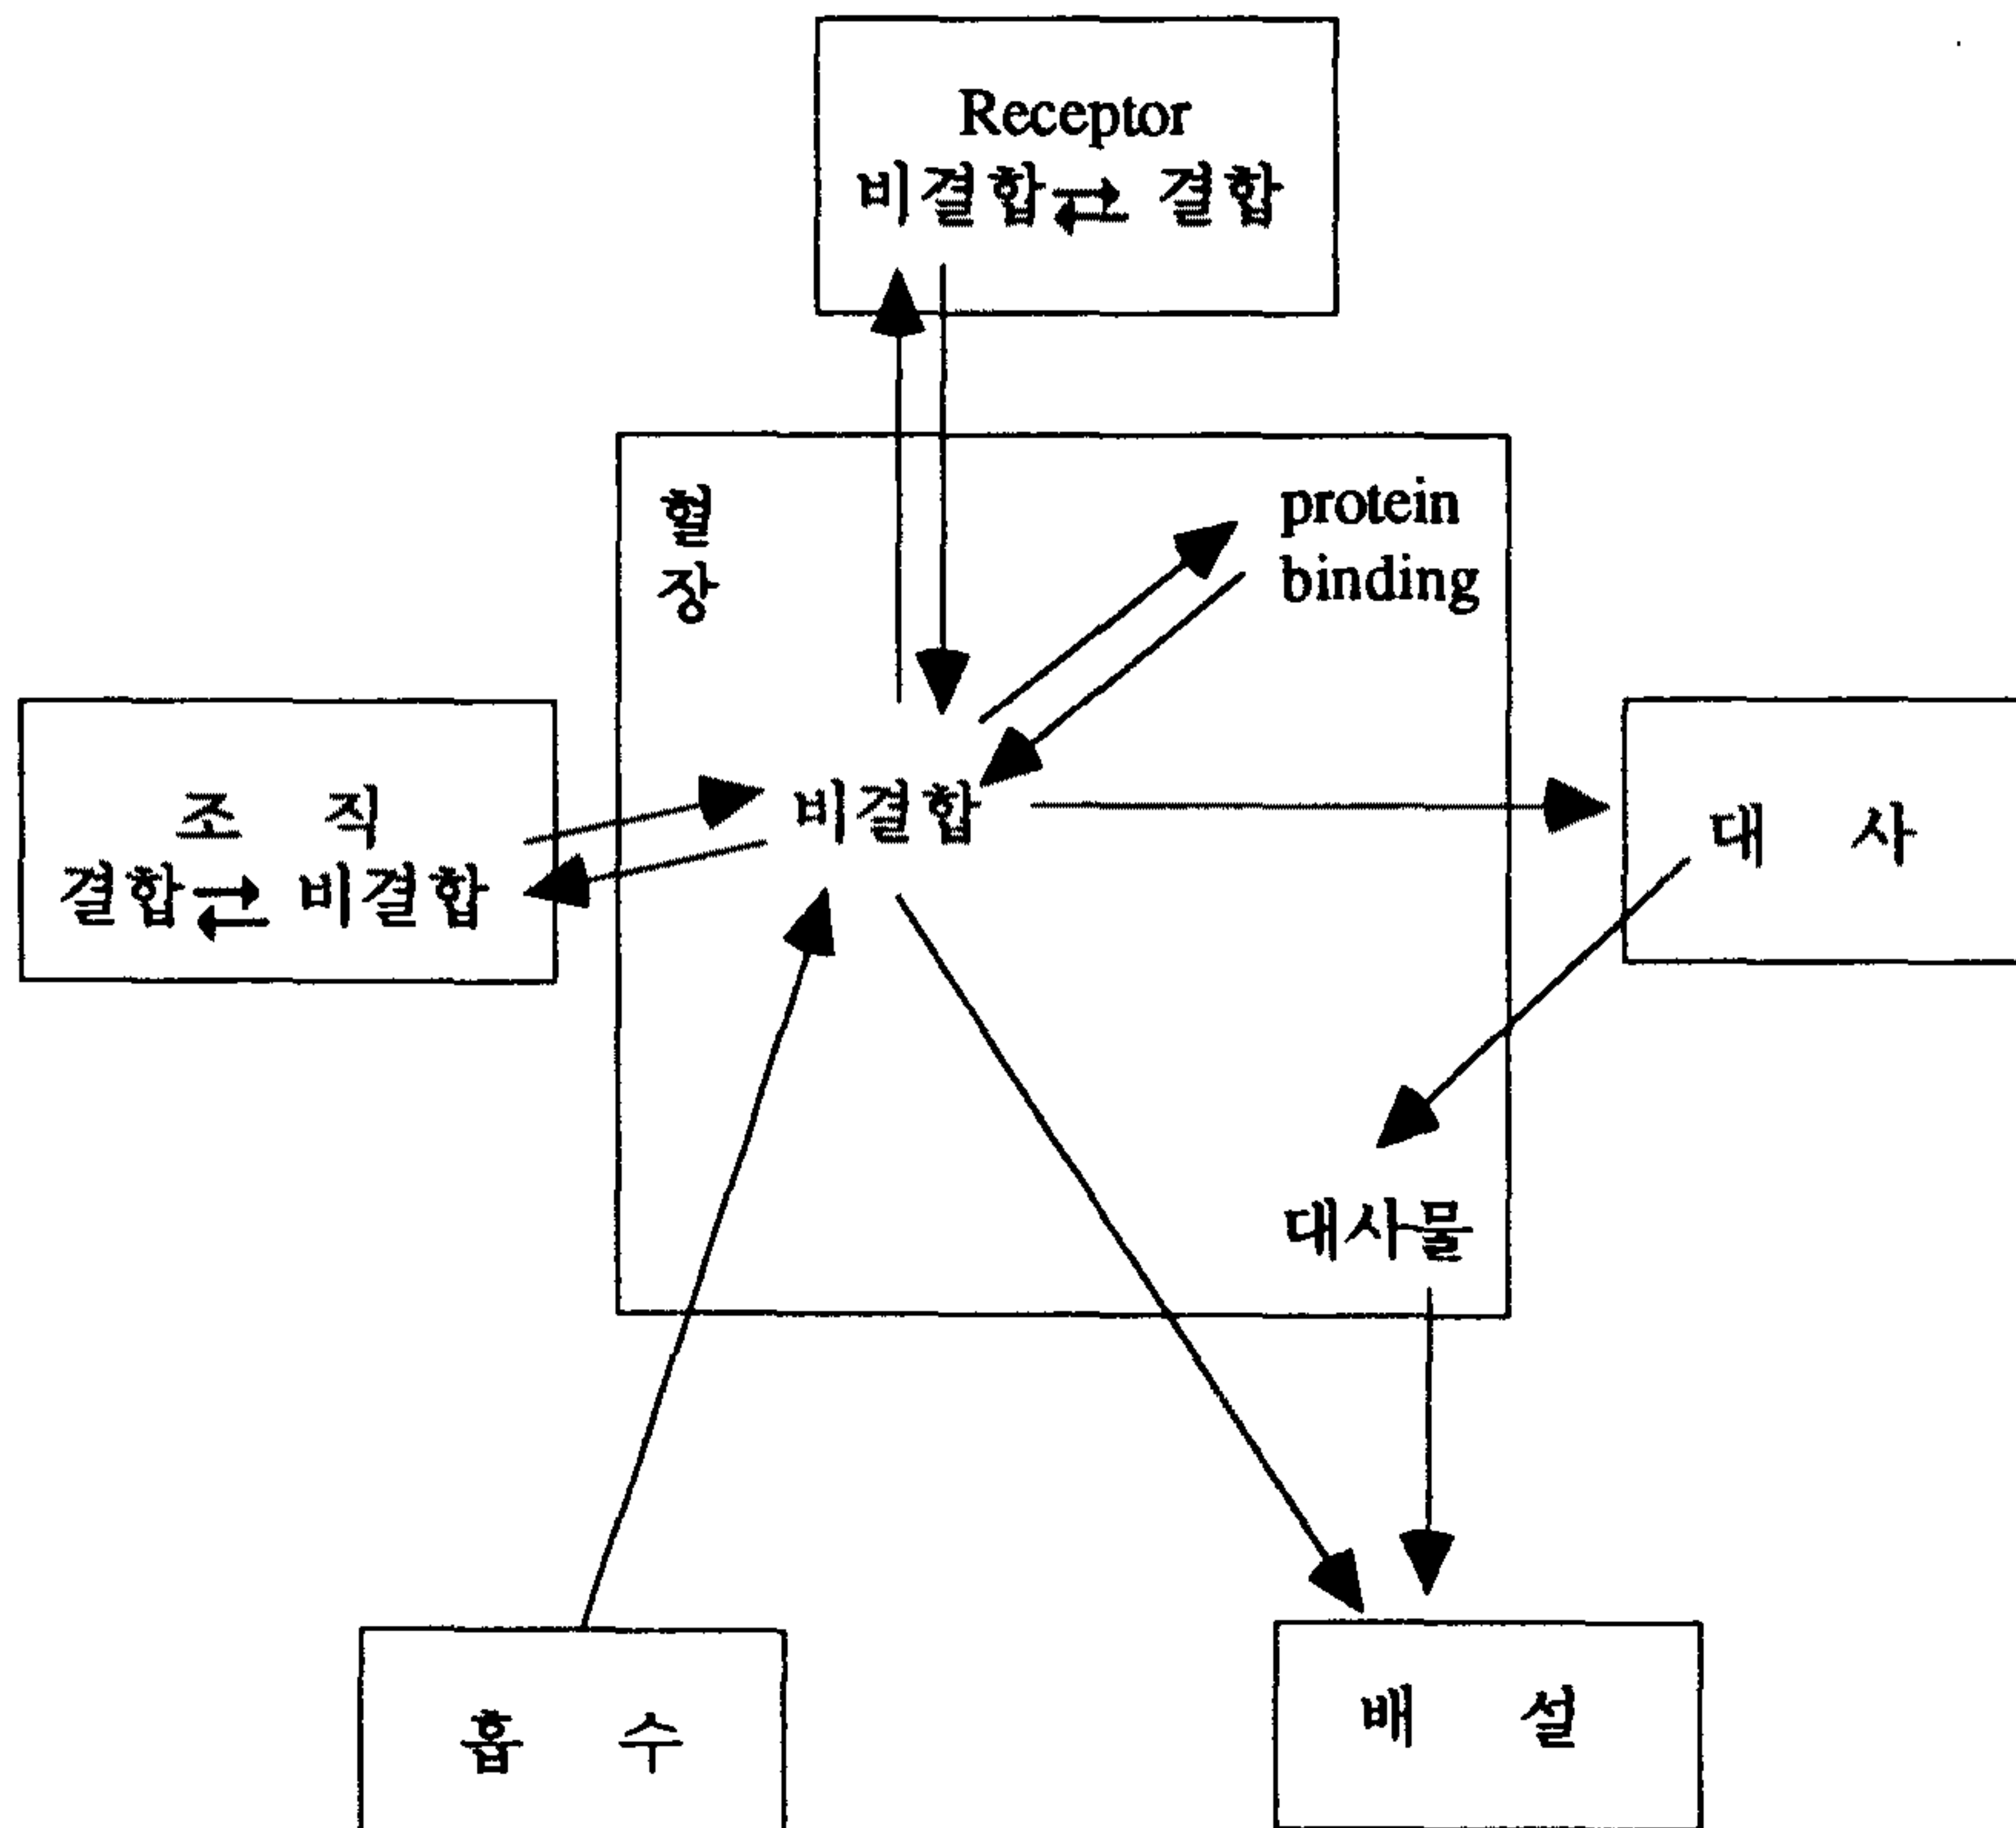 Receptor
비결합⇄ 결합
혈
장
protein
binding
조 직
결합⇄ 비결합
비결합
대 사
대사물
흡 수
배 설